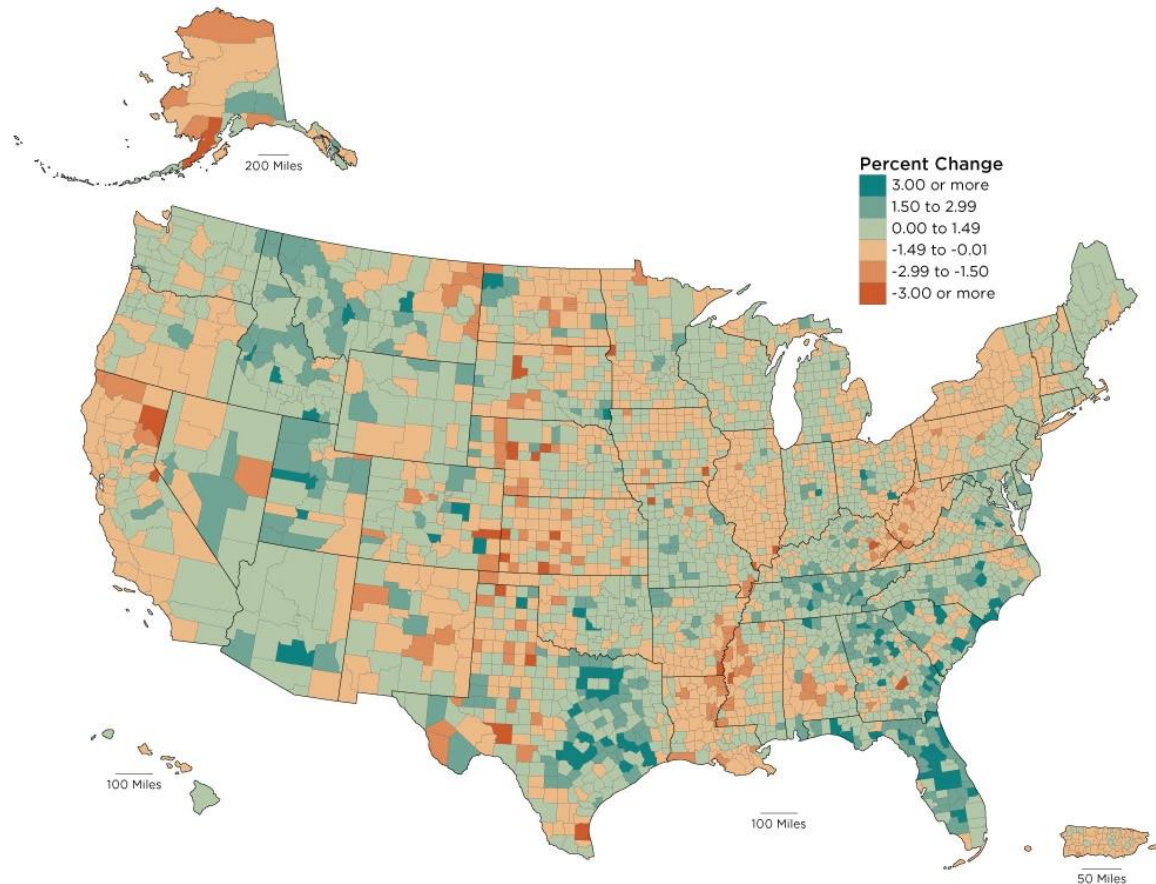 200 Miles
Percent Change
3.00 or more
1.50 to 2.99
0.00 to 1.49
-1.49 to -0.01
-2.99 to -1.50
-3.00 or more
100 Miles
100 Miles
50 Miles